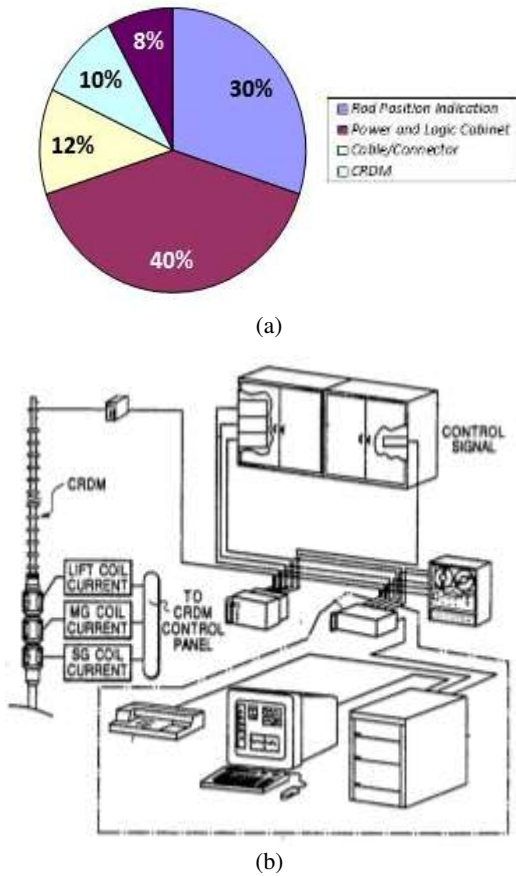 8%
10%
30%
12%
40%
Rod Position Indication
Power and Logic Cabinet
Cable/Connector
CRDM
(a)
CONTROL
SIGNAL
CRDM
LIFT COIL
CURRENT
MG COIL
CURRENT
SG COIL
CURRENT
TO
CRDM
CONTROL
PANEL
(b)